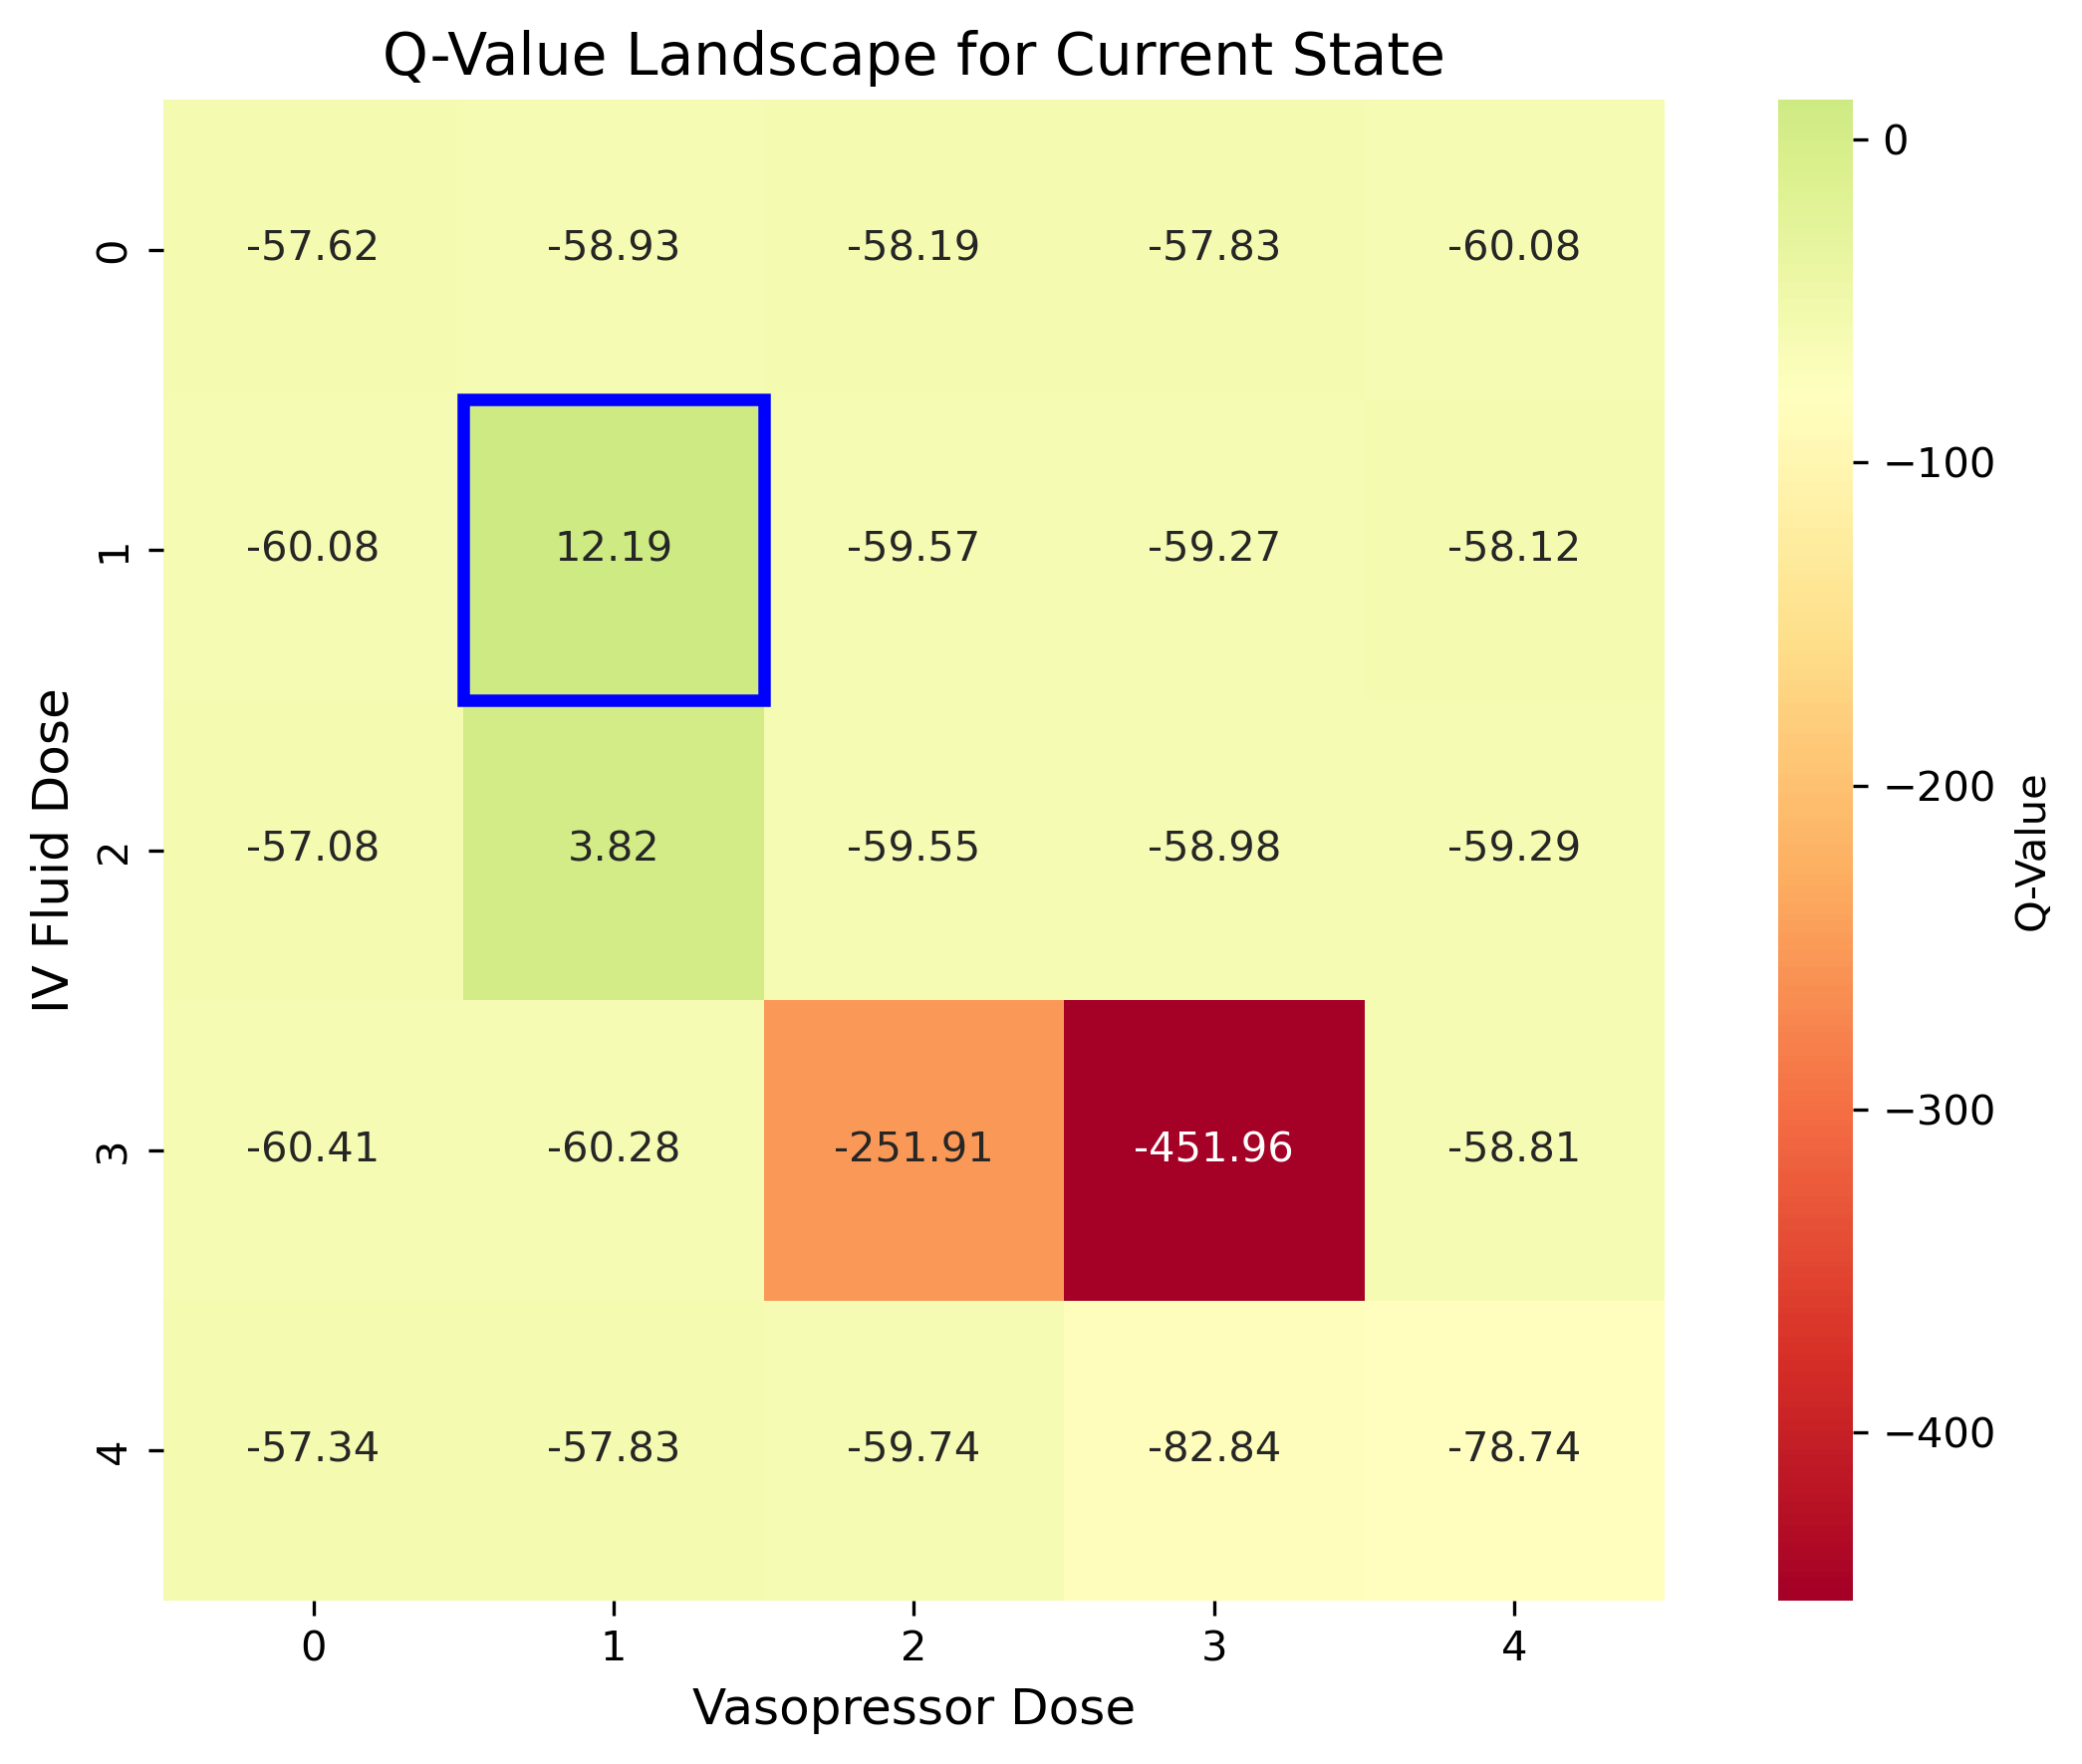 Q-Value Landscape for Current State
-57.62 -58.93 -58.19 -57.83 -60.08
-60.08 12.19 -59.57 -59.27 -58.12
-57.08 3.82 -59.55 -58.98 -59.29
-60.41 -60.28 -251.91 -451.96 -58.81
-57.34 -57.83 -59.74 -82.84 -78.74
0
1
2
3
4
IV Fluid Dose
0 1 2 3 4
Vasopressor Dose
0
−100
−200
−300
−400
Q-Value